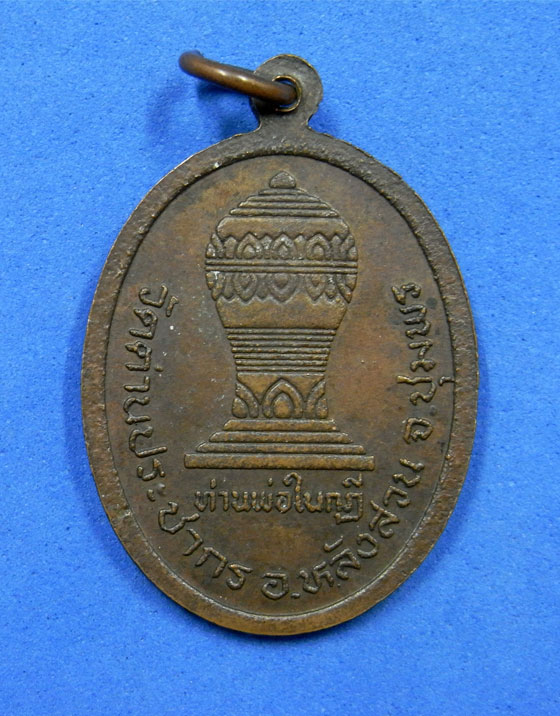 ท่านพ่อในกุฏิ
วัดด่านประชากร อ.หลังสวน จ.ชุมพร